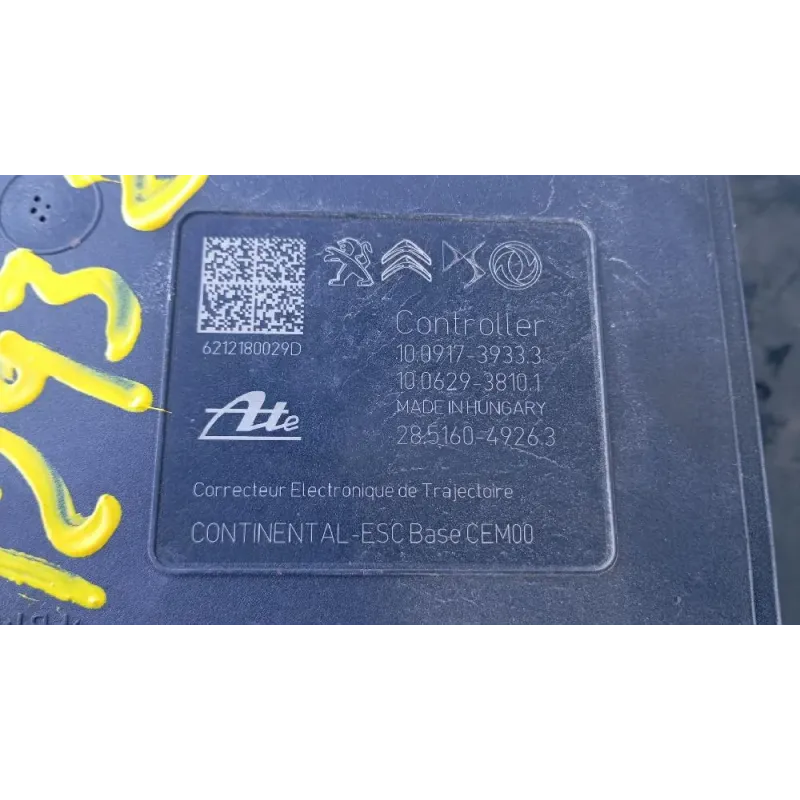 6212180029D
Ate
Controller
10.0917-3933.3
10.0629-3810.1
MADE IN HUNGARY
28.5160-4926.3
Correcteur Electronique de Trajectoire
CONTINENTAL-ESC Base CEM00